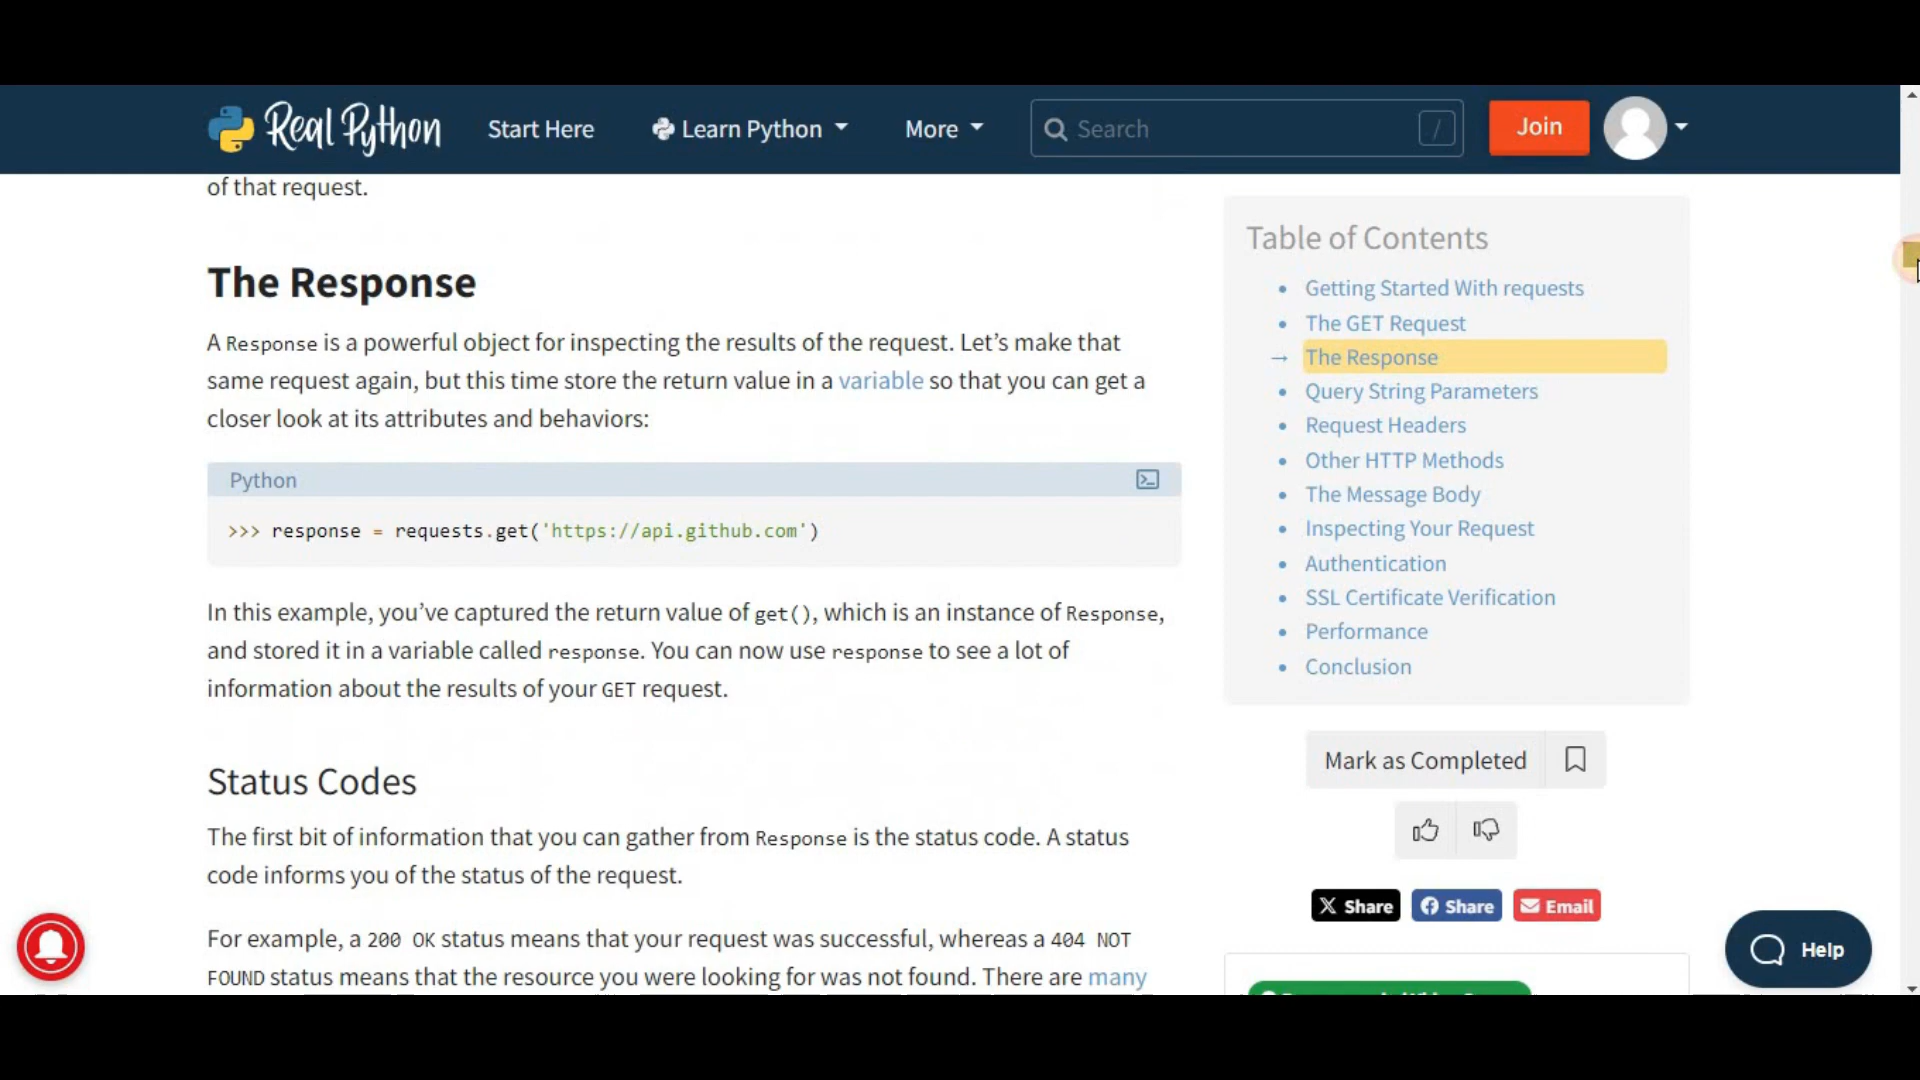 Real Python
Start Here
Learn Python
More
Search
/
Join
of that request.
The Response
A Response is a powerful object for inspecting the results of the request. Let’s make that
same request again, but this time store the return value in a variable so that you can get a
closer look at its attributes and behaviors:
Python
>>> response = requests.get('https://api.github.com')
In this example, you’ve captured the return value of get(), which is an instance of Response,
and stored it in a variable called response. You can now use response to see a lot of
information about the results of your GET request.
Status Codes
The first bit of information that you can gather from Response is the status code. A status
code informs you of the status of the request.
For example, a 200 OK status means that your request was successful, whereas a 404 NOT
FOUND status means that the resource you were looking for was not found. There are many
Table of Contents
Getting Started With requests
The GET Request
→ The Response
Query String Parameters
Request Headers
Other HTTP Methods
The Message Body
Inspecting Your Request
Authentication
SSL Certificate Verification
Performance
Conclusion
Mark as Completed
X Share
Share
Email
Help